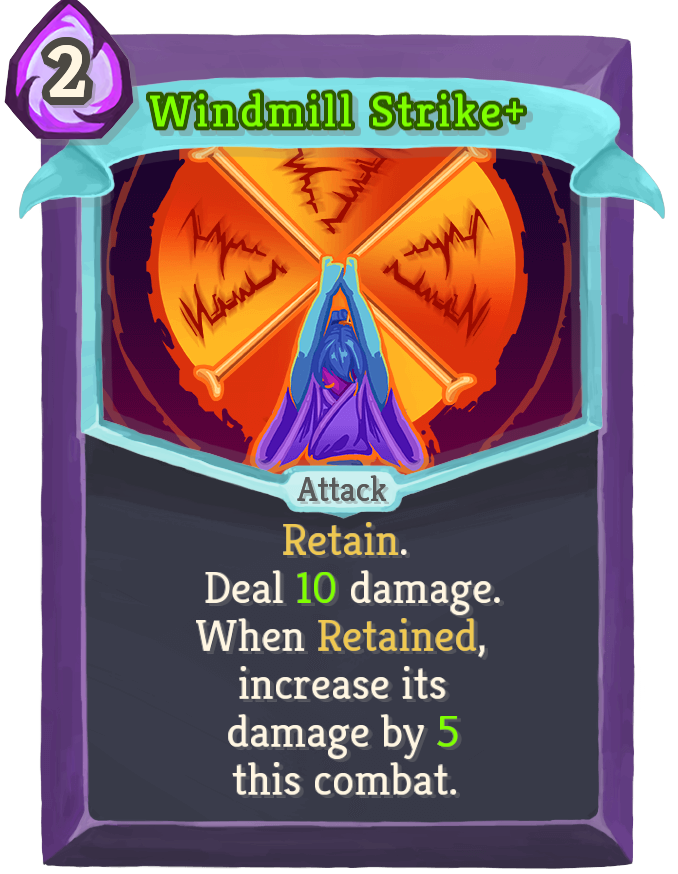 2
Windmill Strike+
Attack
Retain.
Deal 10 damage.
When Retained,
increase its
damage by 5
this combat.